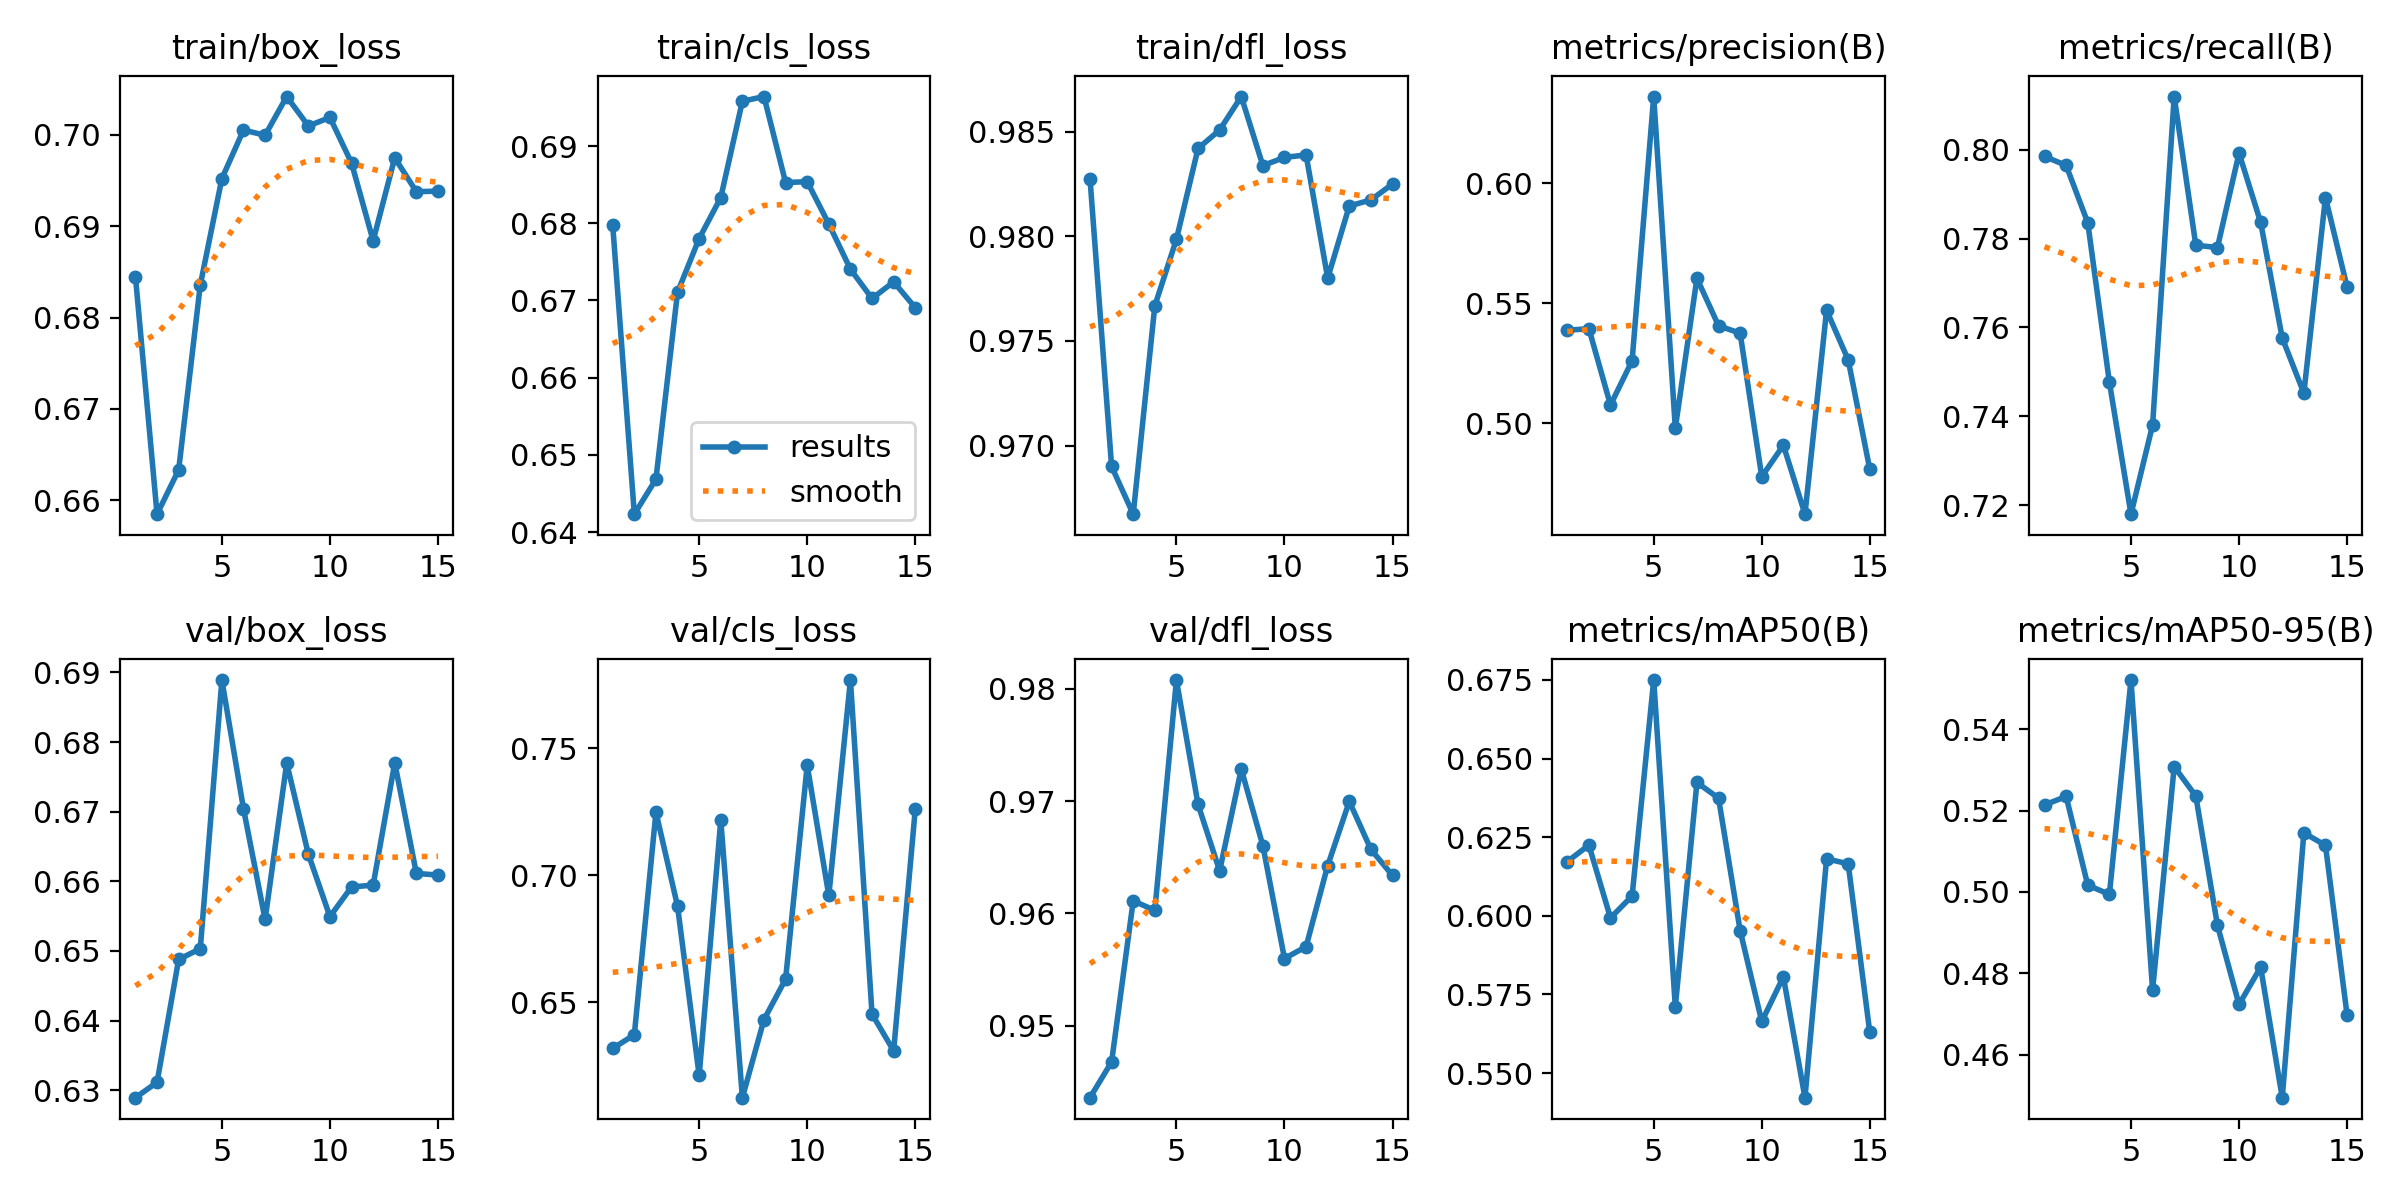 train/box_loss
0.70
0.69
0.68
0.67
0.66
5 10 15
train/cls_loss
0.69
0.68
0.67
0.66
0.65
0.64
5 10 15
results
smooth
train/dfl_loss
0.985
0.980
0.975
0.970
5 10 15
metrics/precision(B)
0.60
0.55
0.50
5 10 15
metrics/recall(B)
0.80
0.78
0.76
0.74
0.72
5 10 15
val/box_loss
0.69
0.68
0.67
0.66
0.65
0.64
0.63
5 10 15
val/cls_loss
0.75
0.70
0.65
5 10 15
val/dfl_loss
0.98
0.97
0.96
0.95
5 10 15
metrics/mAP50(B)
0.675
0.650
0.625
0.600
0.575
0.550
5 10 15
metrics/mAP50-95(B)
0.54
0.52
0.50
0.48
0.46
5 10 15